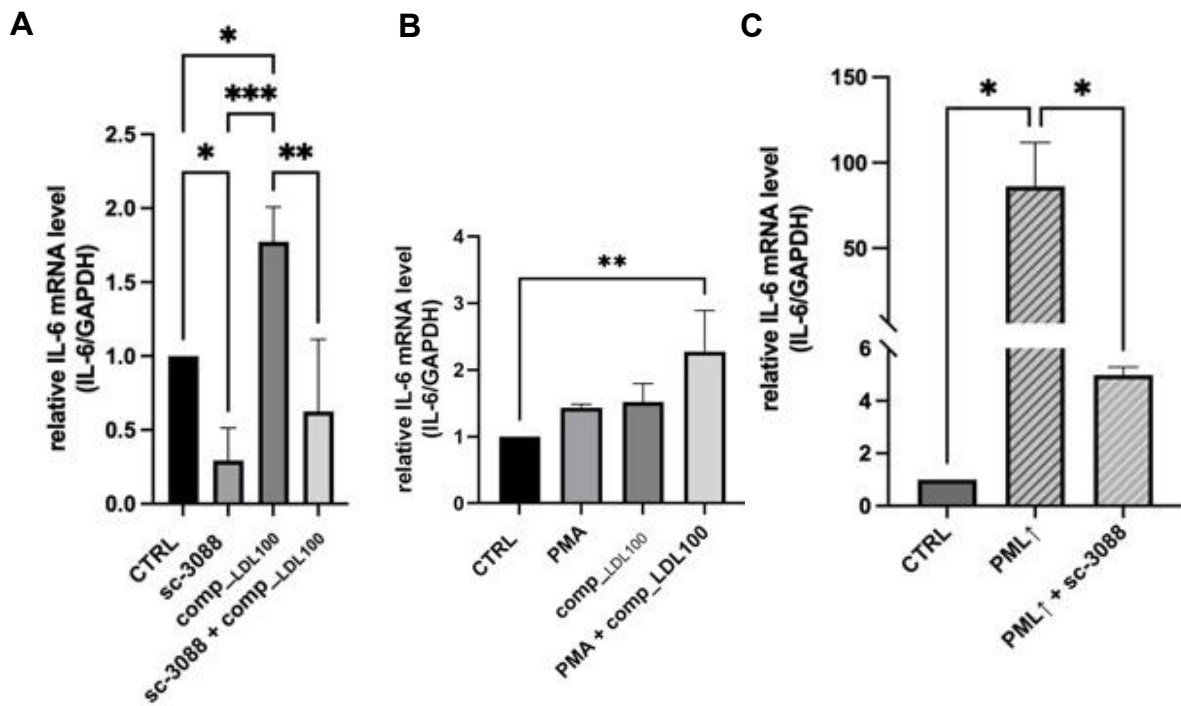 A
*
***
*
**
2.5
2.0
1.5
1.0
0.5
0.0
relative IL-6 mRNA level
(IL-6/GAPDH)
CTRL
sc-3088
comp_LDL100
sc-3088 + comp_LDL100
B
**
4
3
2
1
0
relative IL-6 mRNA level
(IL-6/GAPDH)
CTRL
PMA
comp_LDL100
PMA + comp_LDL100
C
*
*
150
100
50
6
4
2
0
relative IL-6 mRNA level
(IL-6/GAPDH)
CTRL
PML↑
PML↑ + sc-3088